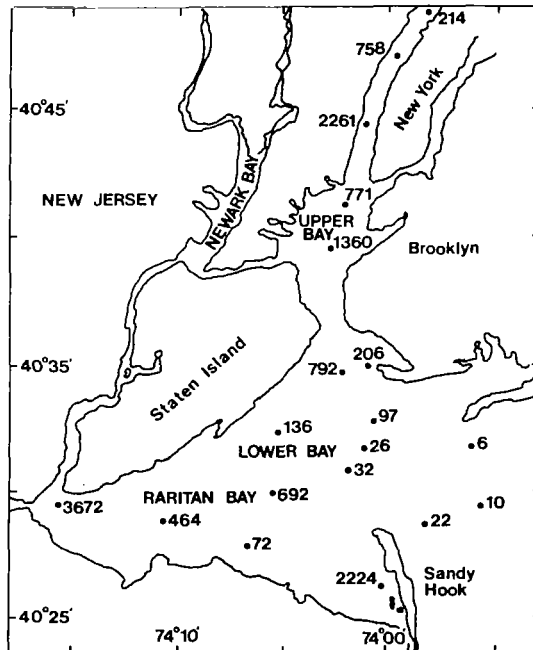 214
758
40°45'
2261
New York
NEW JERSEY
NEWARK BAY
771
UPPER
BAY
1360
Brooklyn
40°35'
206
792
Staten Island
136
97
LOWER BAY
26
6
32
RARITAN BAY
692
3672
464
10
22
72
2224
Sandy
Hook
40°25'
74°10'
74°00'